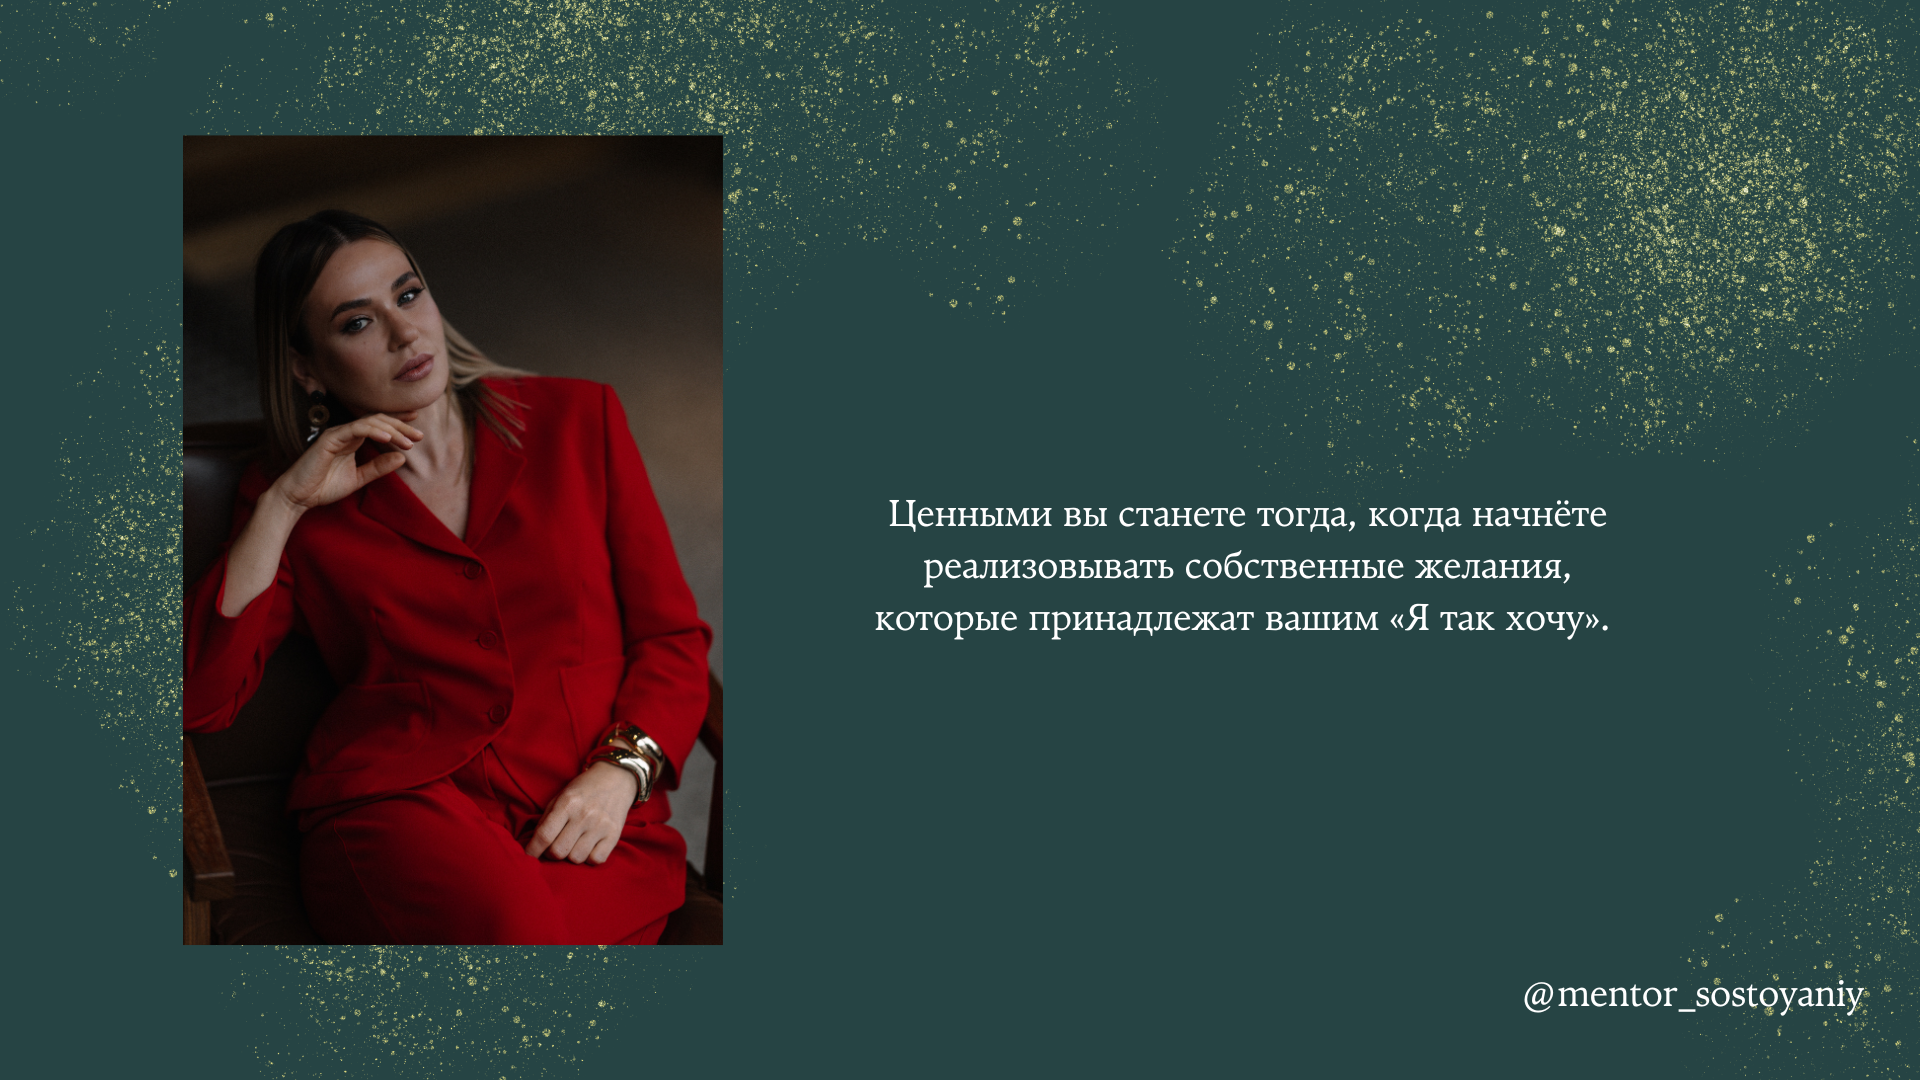 Ценными вы станете тогда, когда начнёте
реализовывать собственные желания,
которые принадлежат вашим «Я так хочу».
@mentor_sostoyaniy